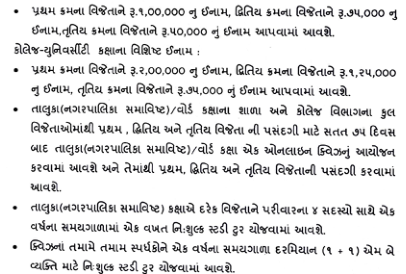 • પ્રથમ ક્રમના વિજેતાને રૂ.૧,૦૦,૦૦૦ નુ ઈનામ, દ્વિતિય ક્રમના વિજેતાને રૂ.૭૫,૦૦૦ નુ
ઈનામ,તૃતિય ક્રમના વિજેતાને રૂ.૫૦,૦૦૦ નું ઈનામ આપવામાં આવશે.
કોલેજ-યુનિવર્સીટી કક્ષાના વિશિષ્ટ ઈનામ :
• પ્રથમ ક્રમના વિજેતાને રૂ.૨,૦૦,૦૦૦ નુ ઈનામ, દ્વિતિય ક્રમના વિજેતાને રૂ.૧,૨૫,૦૦૦
નુ ઈનામ, તૃતિય ક્રમના વિજેતાને રૂ.૭૫,૦૦૦ નું ઈનામ આપવામાં આવશે.
• તાલુકા(નગરપાલિકા સમાવિષ્ટ)/વોર્ડ કક્ષાના શાળા અને કોલેજ વિભાગના કુલ
વિજેતાઓમાંથી પ્રથમ , દ્વિતિય અને તૃતિય વિજેતા ની પસંદગી માટે સતત ૭૫ દિવસ
બાદ તાલુકા(નગરપાલિકા સમાવિષ્ટ)/વોર્ડ કક્ષા એક ઓનલાઇન ક્વિઝનું આયોજન
કરવામાં આવશે અને તેમાંથી પ્રથમ, દ્વિતિય અને તૃતિય વિજેતાની પસંદગી કરવામાં
આવશે.
• તાલુકા(નગરપાલિકા સમાવિષ્ટ) કક્ષાએ દરેક વિજેતાને પરીવારના ૪ સદસ્યો સાથે એક
વર્ષના સમયગાળામાં એક વખત નિ:શુલ્ક સ્ટડી ટુર યોજવામાં આવશે.
• ક્વિઝનાં તમામે તમામ સ્પર્ધકોને એક વર્ષના સમયગાળા દરમિયાન (૧ + ૧) એમ બે
વ્યક્તિ માટે નિ:શુલ્ક સ્ટડી ટુર યોજવામાં આવશે.